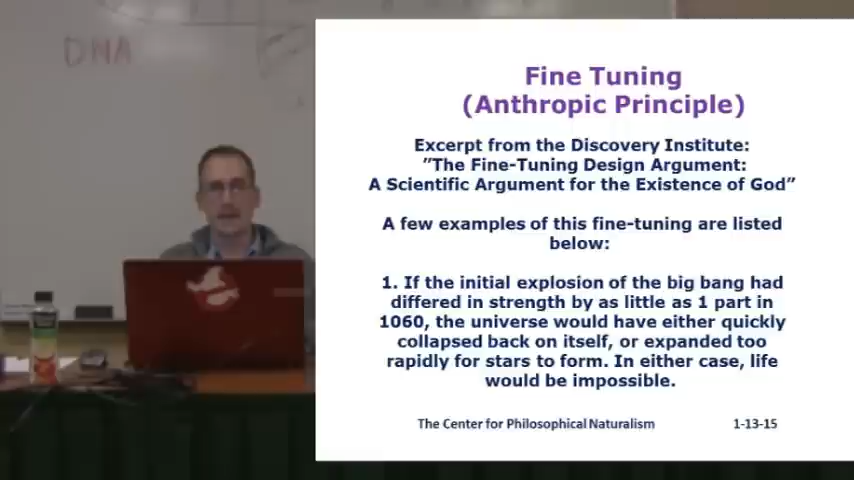 DNA
Fine Tuning
(Anthropic Principle)
Excerpt from the Discovery Institute:
”The Fine-Tuning Design Argument:
A Scientific Argument for the Existence of God”
A few examples of this fine-tuning are listed
below:
1. If the initial explosion of the big bang had
differed in strength by as little as 1 part in
1060, the universe would have either quickly
collapsed back on itself, or expanded too
rapidly for stars to form. In either case, life
would be impossible.
The Center for Philosophical Naturalism 1-13-15